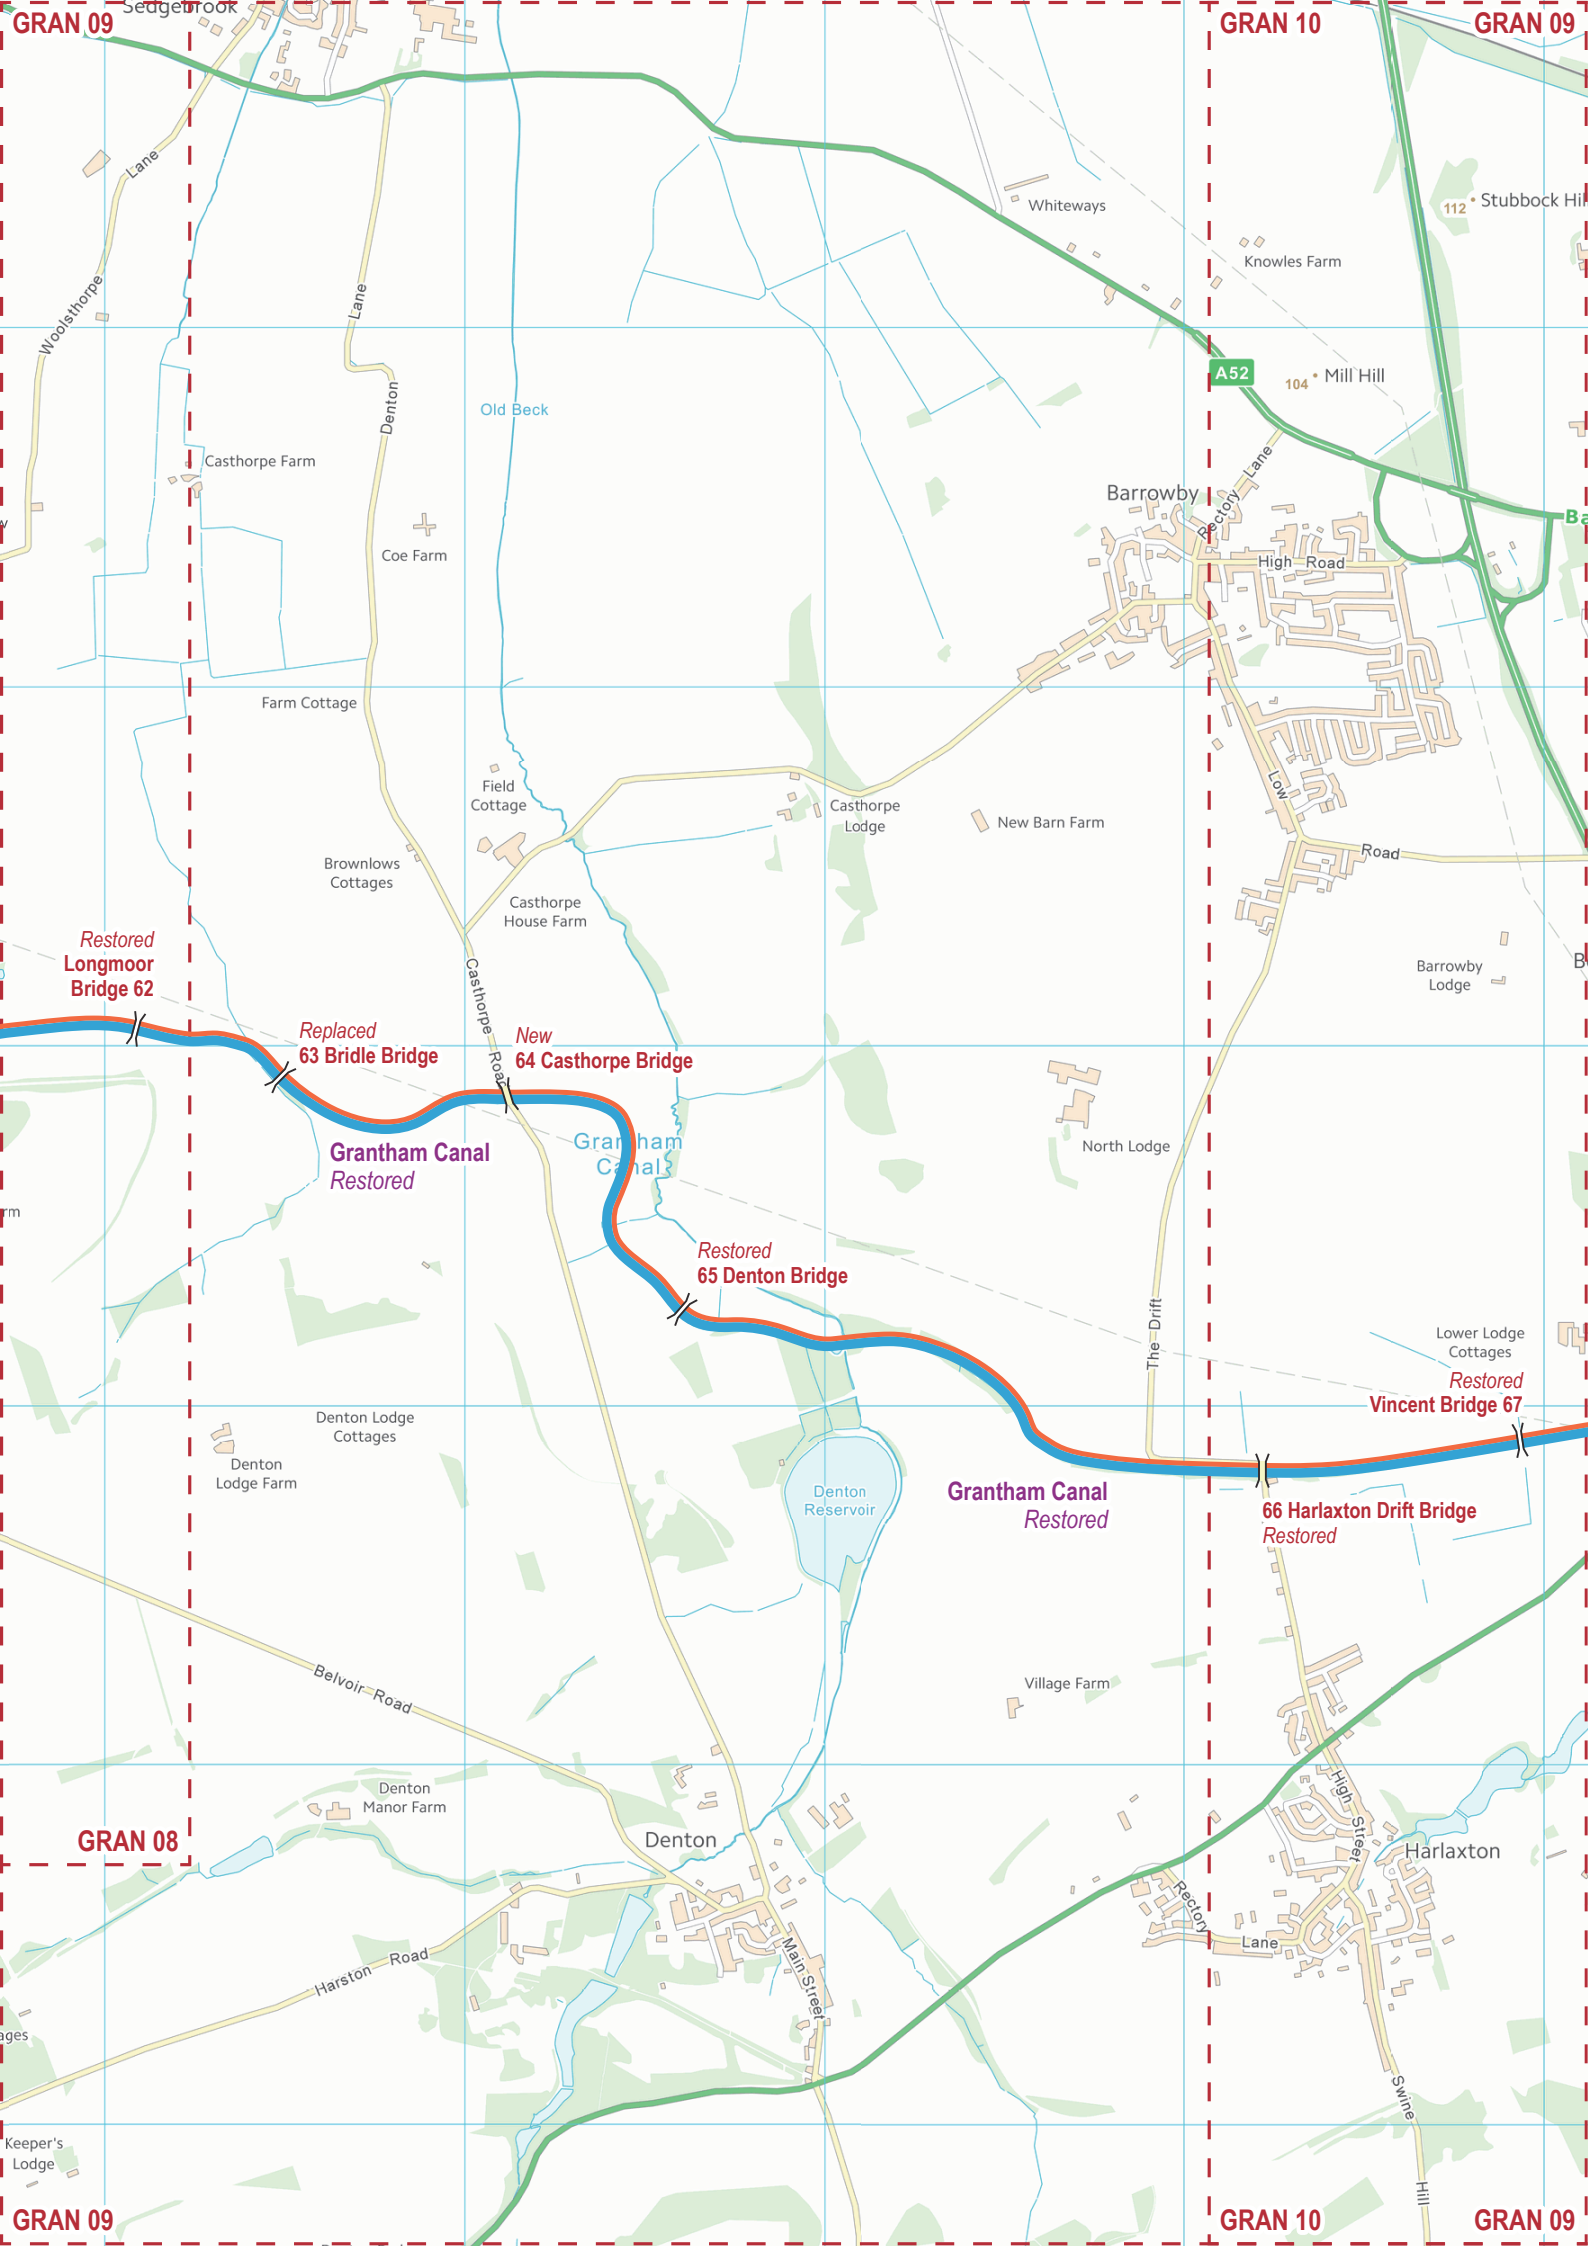 Sedgebrook
GRAN 09
GRAN 10
GRAN 09
Lane
Woolsthorpe
Lane
Denton
Whiteways
112
Stubbock Hil
Knowles Farm
A52
104
Mill Hill
Old Beck
Casthorpe Farm
Coe Farm
Barrowby
Rectory Lane
High Road
Ba
Farm Cottage
Field
Cottage
Casthorpe
Lodge
New Barn Farm
Low
Road
Brownlows
Cottages
Casthorpe
House Farm
Barrowby
Lodge
B
Restored
Longmoor
Bridge 62
Casthorpe Road
Replaced
63 Bridle Bridge
New
64 Casthorpe Bridge
Grantham Canal
Restored
Grantham
Canal
North Lodge
rm
Restored
65 Denton Bridge
The Drift
Lower Lodge
Cottages
Restored
Vincent Bridge 67
Denton Lodge
Cottages
Denton
Lodge Farm
Denton
Reservoir
Grantham Canal
Restored
66 Harlaxton Drift Bridge
Restored
Belvoir Road
Village Farm
Denton
Manor Farm
Denton
High Street
Harlaxton
GRAN 08
Rectory
Lane
Harston Road
Main Street
ages
Swine
Hill
Keeper's
Lodge
GRAN 09
GRAN 10
GRAN 09